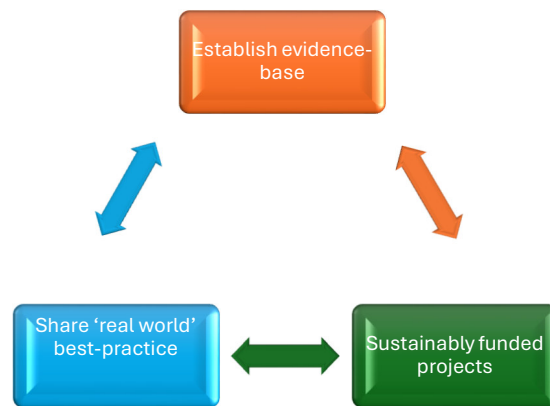 Establish evidence-
base
Share ‘real world’
best-practice
Sustainably funded
projects